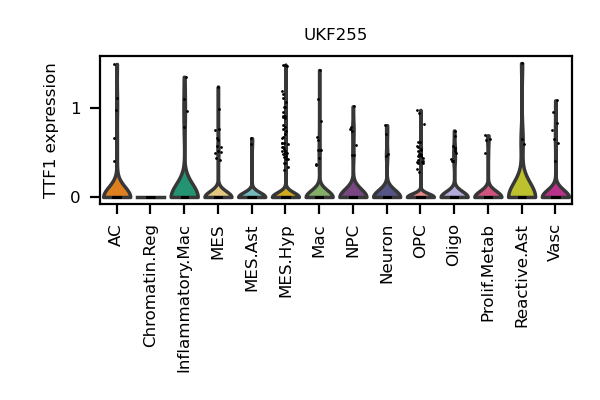 UKF255
TTF1 expression
1
0
AC
Chromatin.Reg
Inflammatory.Mac
MES
MES.Ast
MES.Hyp
Mac
NPC
Neuron
OPC
Oligo
Prolif.Metab
Reactive.Ast
Vasc